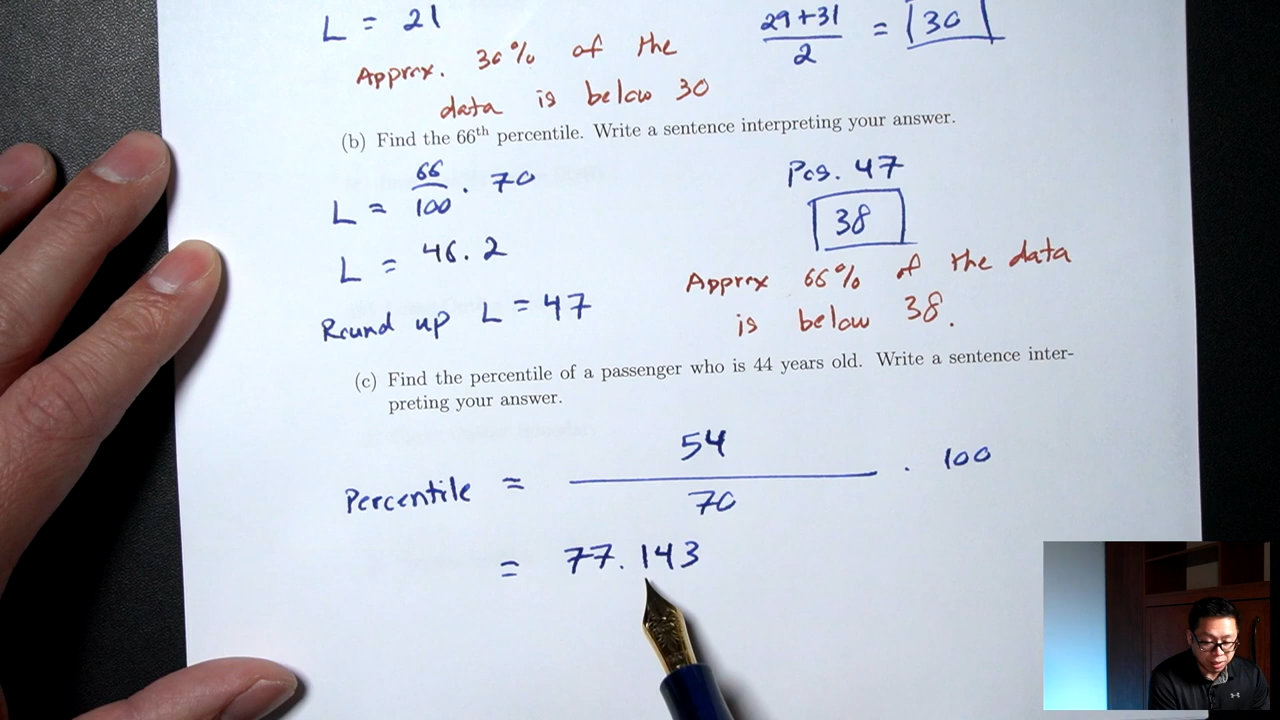 L = 21
29+31
2
= 30
Approx. 30% of the
data is below 30
(b) Find the 66th percentile. Write a sentence interpreting your answer.
L = 66/100 · 70
Pos. 47
38
L = 46.2
Approx 66% of the data
is below 38.
Round up L = 47
(c) Find the percentile of a passenger who is 44 years old. Write a sentence inter-
preting your answer.
Percentile = 54/70 · 100
= 77.143